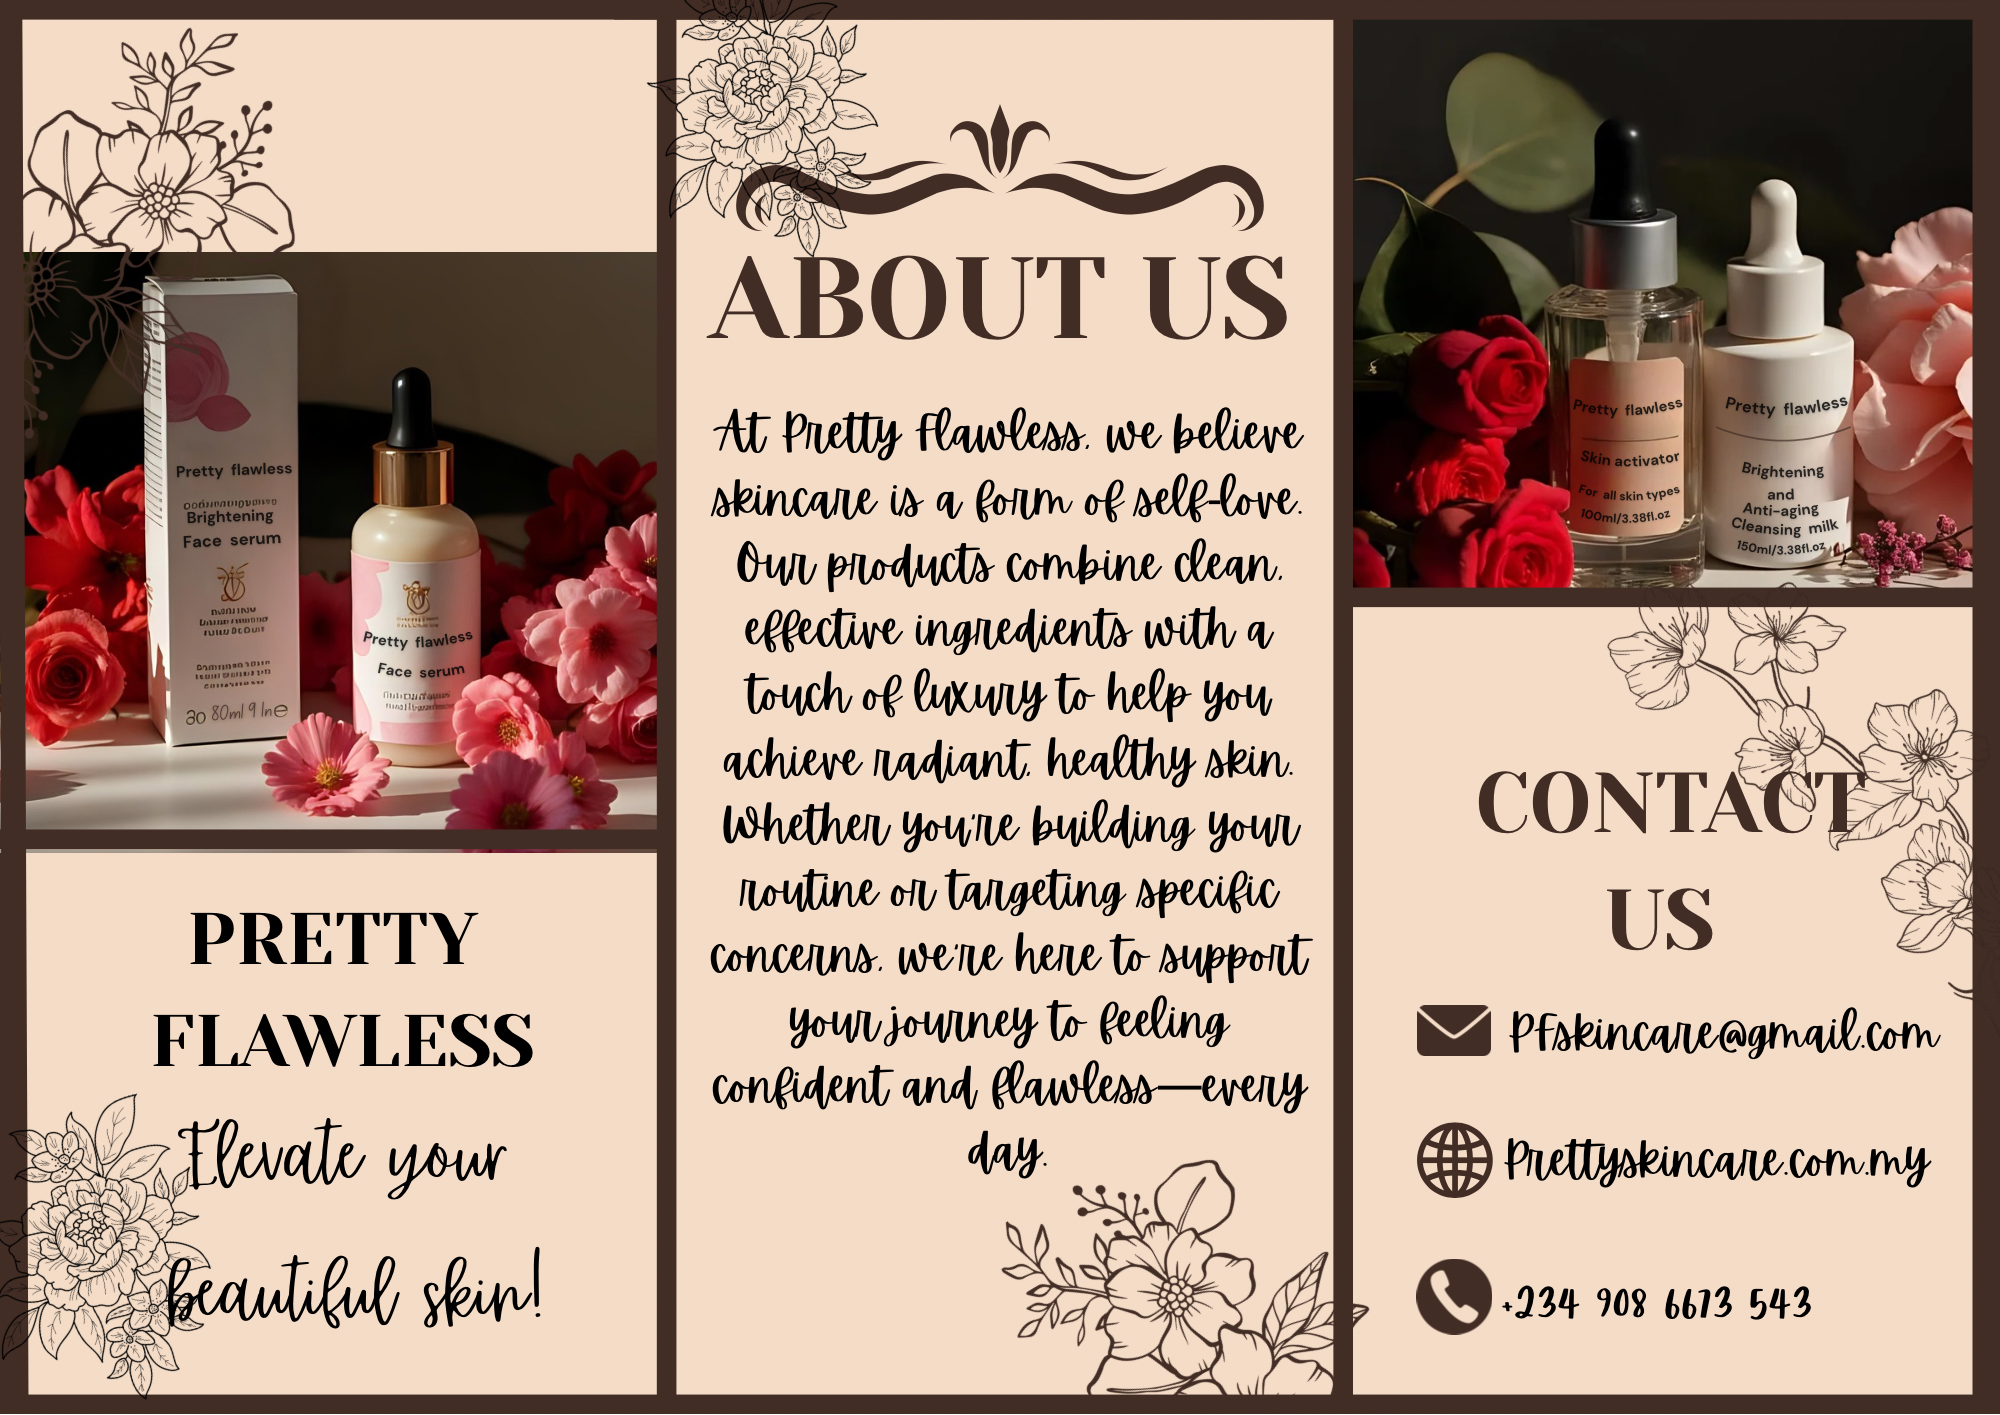 Pretty flawless
Brightening
Face serum
30 80ml 9
Pretty flawless
Face serum
PRETTY
FLAWLESS
Elevate your
beautiful skin!
ABOUT US
At Pretty Flawless, we believe
skincare is a form of self-love.
Our products combine clean,
effective ingredients with a
touch of luxury to help you
achieve radiant, healthy skin.
Whether you're building your
routine or targeting specific
concerns, we're here to support
your journey to feeling
confident and flawless—every
day.
Pretty flawless
Skin activator
For all skin types
100ml/3.38fl.oz
Pretty flawless
Brightening
and
Anti-aging
Cleansing milk
150ml/3.38fl.oz
CONTACT
US
PFskincare@gmail.com
Prettyskincare.com.my
+234 908 6673 543